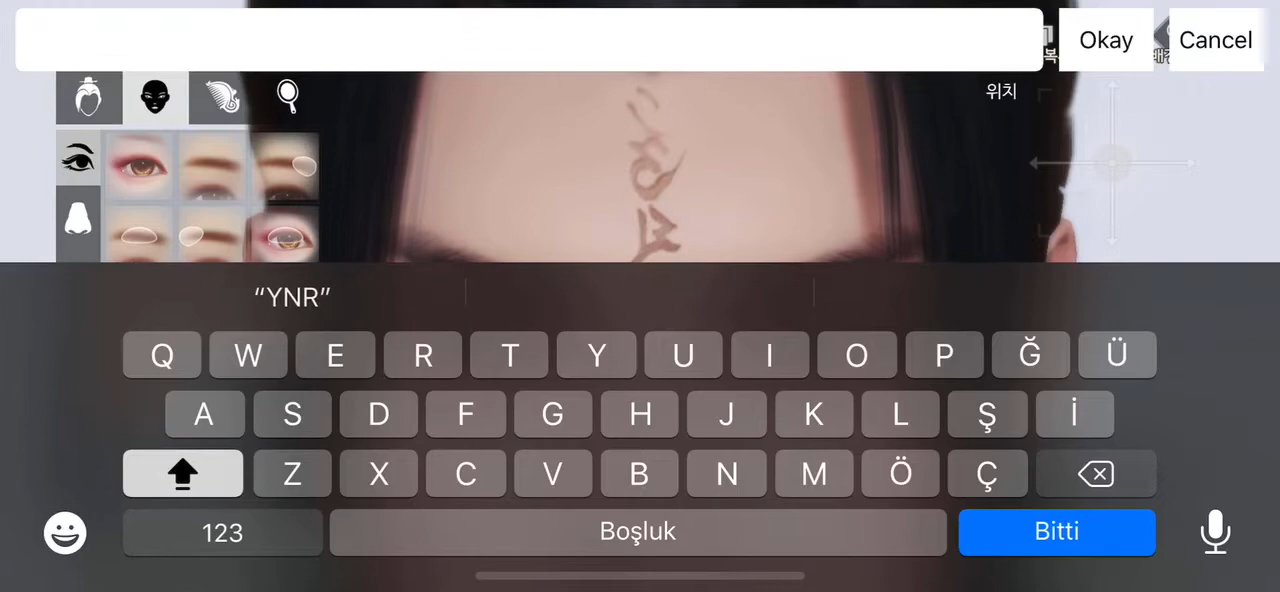 Okay
Cancel
위치
“YNR”
Q W E R T Y U I O P Ğ Ü
A S D F G H J K L Ş İ
Z X C V B N M Ö Ç
123
Boşluk
Bitti